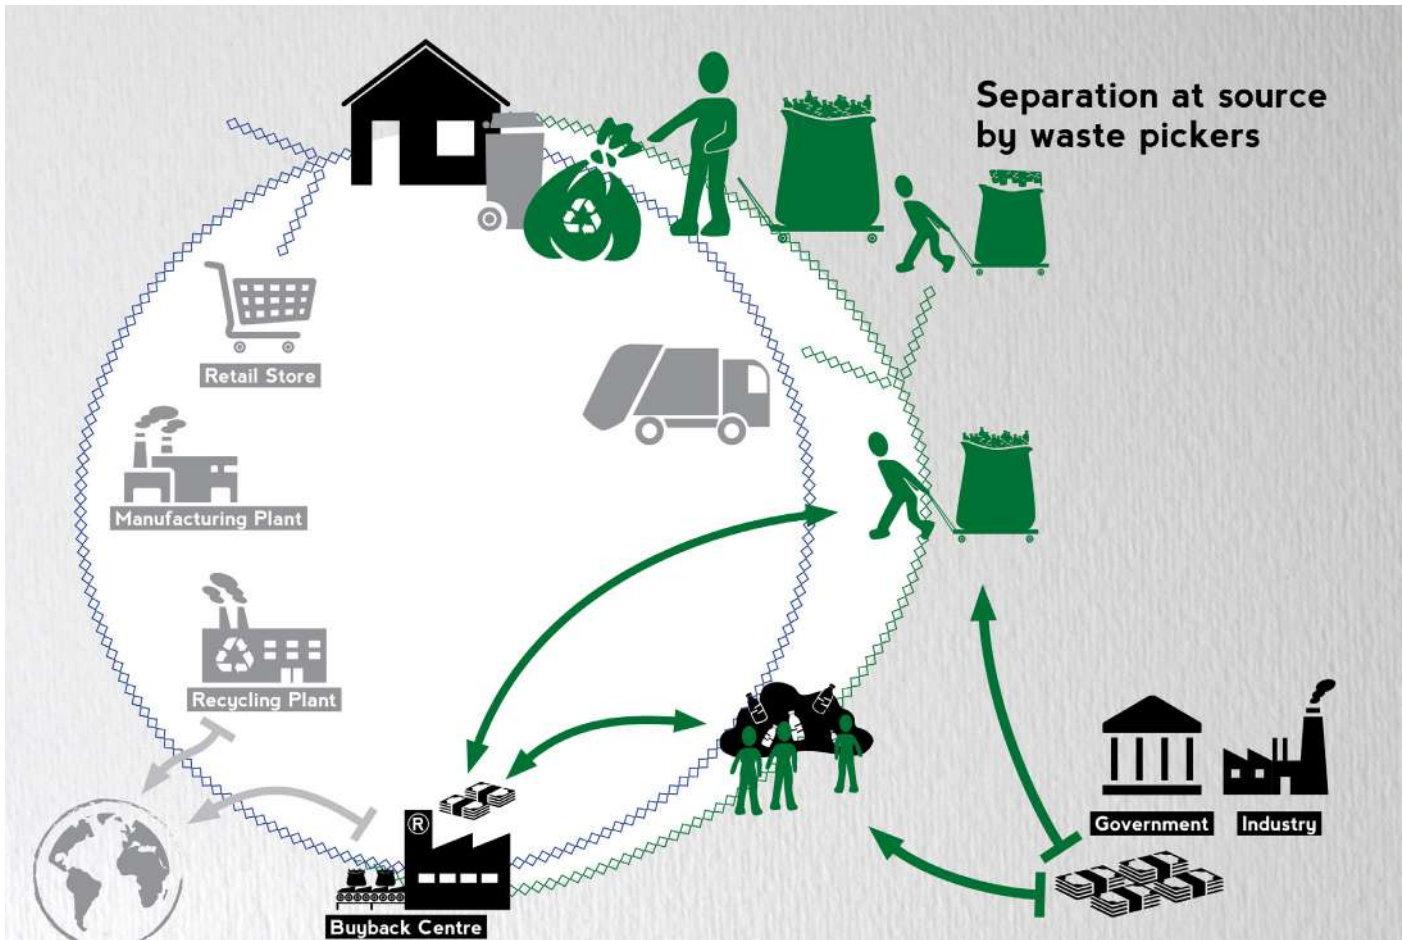 Separation at source
by waste pickers
Retail Store
Manufacturing Plant
Recycling Plant
Government
Industry
®
Buyback Centre